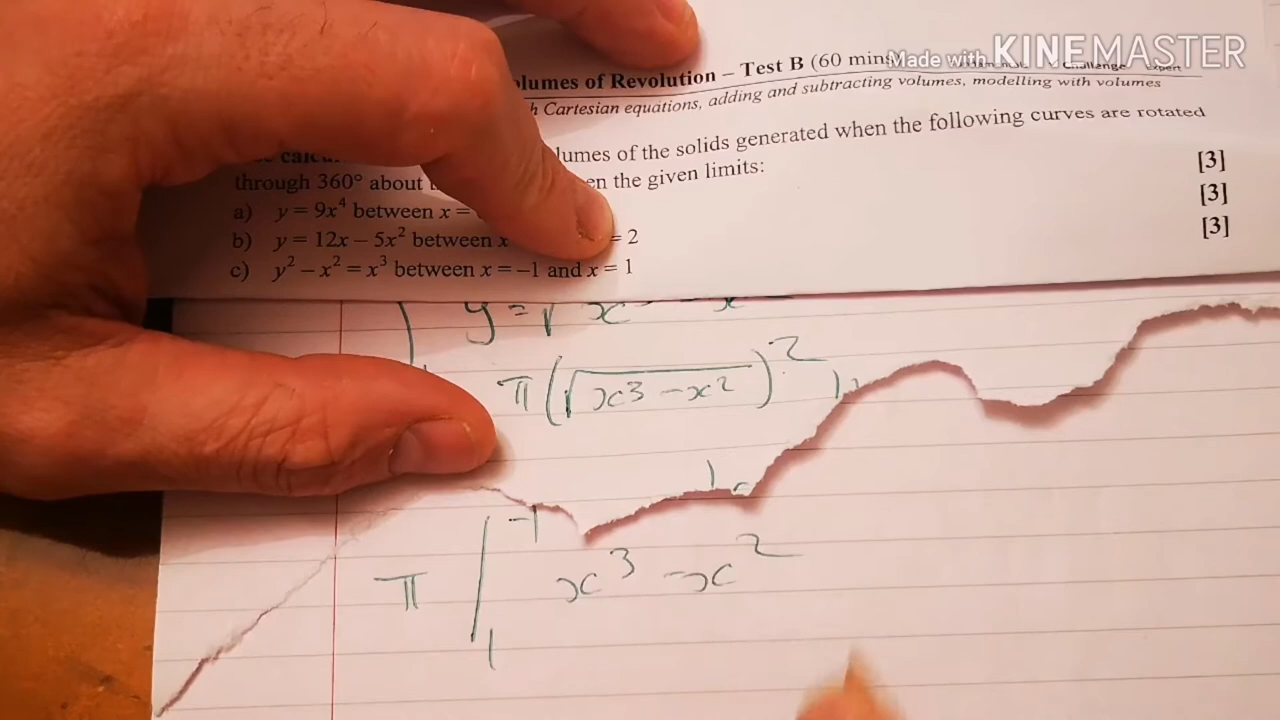 Made with KINEMASTER
lumes of Revolution – Test B (60 mins)
Cartesian equations, adding and subtracting volumes, modelling with volumes
lumes of the solids generated when the following curves are rotated
through 360° about en the given limits:
a) y = 9x⁴ between x = [3]
b) y = 12x – 5x² between x = 2 [3]
c) y² – x² = x³ between x = –1 and x = 1 [3]
y = √x
π(√x³ – x²)²
π ∫ -1 1 x³ – x²